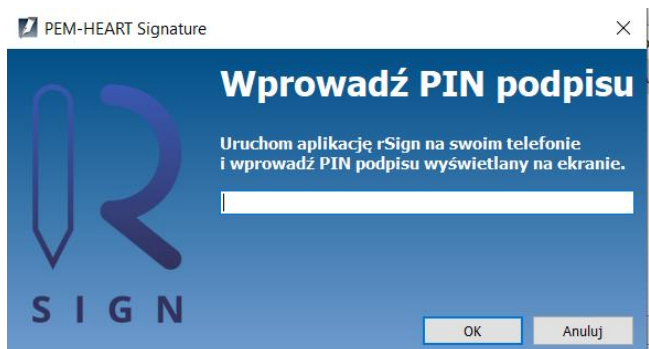 PEM-HEART Signature
Wprowadź PIN podpisu
Uruchom aplikację rSign na swoim telefonie
i wprowadź PIN podpisu wyświetlany na ekranie.
R
SIGN
OK
Anuluj